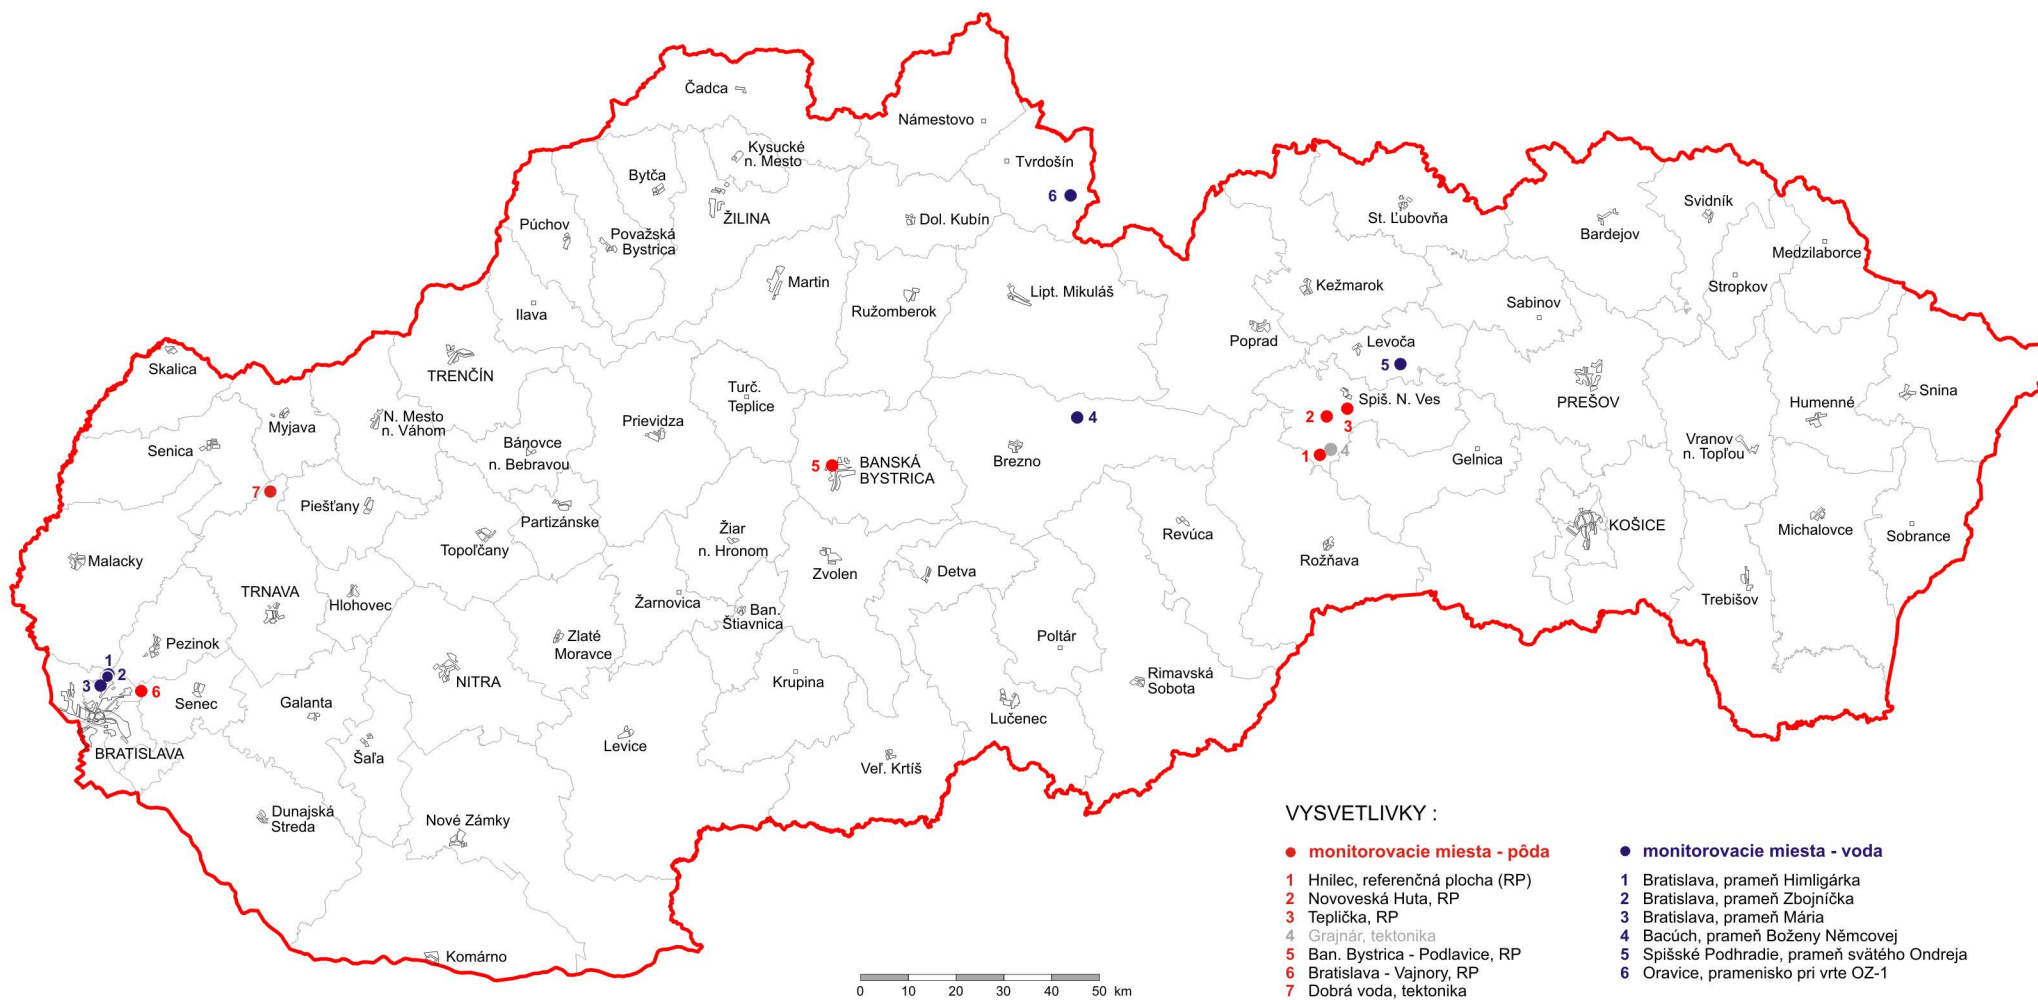 Čadca
Námestovo
Kysucké
n. Mesto
Tvrdošín
Bytča
6
ŽILINA
Dol. Kubín
St. Ľubovňa
Svidník
Púchov
Považská
Bystrica
Bardejov
Medzilaborce
Martin
Lipt. Mikuláš
Kežmarok
Stropkov
Ilava
Ružomberok
Sabinov
Poprad
Levoča
Skalica
TRENČÍN
5
Turč.
Teplice
Spiš. N. Ves
PREŠOV
Snina
N. Mesto
n. Váhom
Myjava
Prievidza
4
2
3
Humenné
Senica
Bánovce
n. Bebravou
Brezno
Vranov
n. Topľou
5
BANSKÁ
BYSTRICA
1
4
Gelnica
7
Piešťany
Partizánske
Žiar
n. Hronom
Revúca
KOŠICE
Michalovce
Sobrance
Topoľčany
Malacky
Zvolen
Detva
Rožňava
TRNAVA
Hlohovec
Žarnovica
Ban.
Štiavnica
Trebišov
Pezinok
Zlaté
Moravce
Poltár
1
2
3
6
Senec
Galanta
NITRA
Krupina
Rimavská
Sobota
Lučenec
BRATISLAVA
Šaľa
Levice
Veľ. Krtíš
Dunajská
Streda
Nové Zámky
Komárno
0 10 20 30 40 50 km
VYSVETLIVKY :
monitorovacie miesta - pôda
1 Hnilec, referenčná plocha (RP)
2 Novoveská Huta, RP
3 Teplička, RP
4 Grajnár, tektonika
5 Ban. Bystrica - Podlavice, RP
6 Bratislava - Vajnory, RP
7 Dobrá voda, tektonika
monitorovacie miesta - voda
1 Bratislava, prameň Himligárka
2 Bratislava, prameň Zbojníčka
3 Bratislava, prameň Mária
4 Bacúch, prameň Boženy Němcovej
5 Spišské Podhradie, prameň svätého Ondreja
6 Oravice, pramenisko pri vrte OZ-1